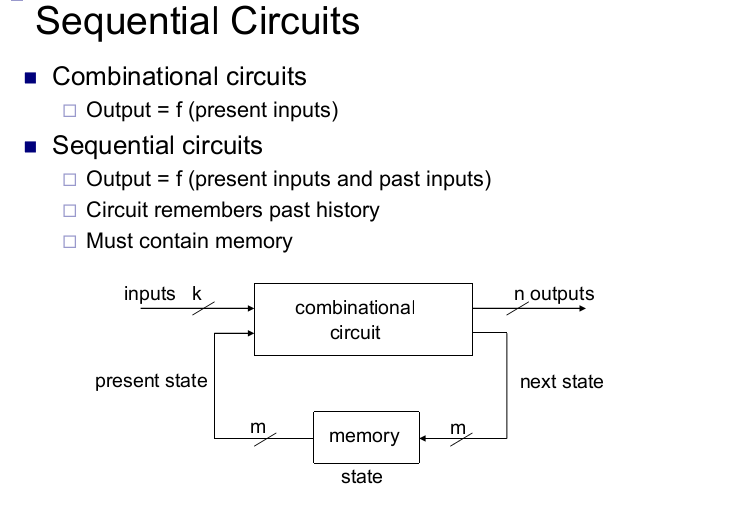 Sequential Circuits
Combinational circuits
Output = f (present inputs)
Sequential circuits
Output = f (present inputs and past inputs)
Circuit remembers past history
Must contain memory
inputs k
n outputs
combinational
circuit
present state
next state
m
m
memory
state